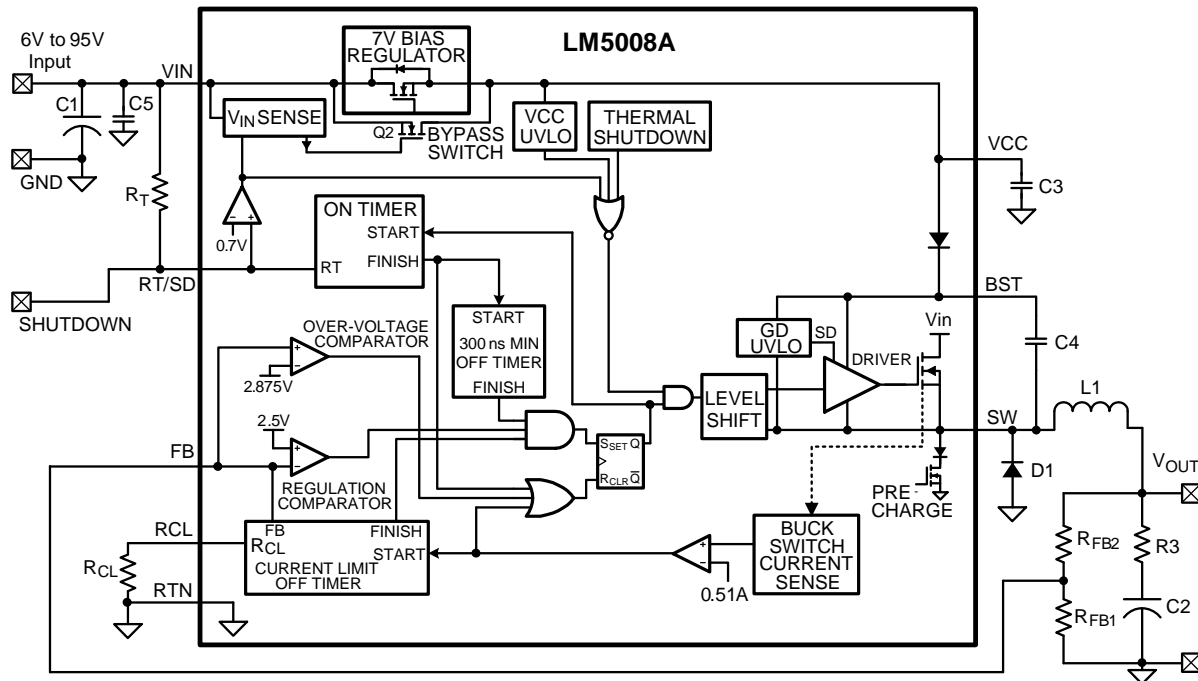 LM5008A
6V to 95V
Input
VIN
C1
C5
GND
RT
7V BIAS
REGULATOR
VIN SENSE
Q2
BYPASS
SWITCH
VCC
UVLO
THERMAL
SHUTDOWN
VCC
C3
0.7V
- +
ON TIMER
START
RT
FINISH
RT/SD
SHUTDOWN
START
300 ns MIN
OFF TIMER
FINISH
OVER-VOLTAGE
COMPARATOR
+
-
2.875V
2.5V
+
-
FB
REGULATION
COMPARATOR
SSET Q
RCLR Q̅
LEVEL
SHIFT
GD
UVLO
SD
DRIVER
Vin
BST
C4
SW
L1
D1
VOUT
PRE-
CHARGE
RCL
RCL
RTN
FB
FINISH
RCL
START
CURRENT LIMIT
OFF TIMER
+
-
0.51A
BUCK
SWITCH
CURRENT
SENSE
RFB2
R3
RFB1
C2